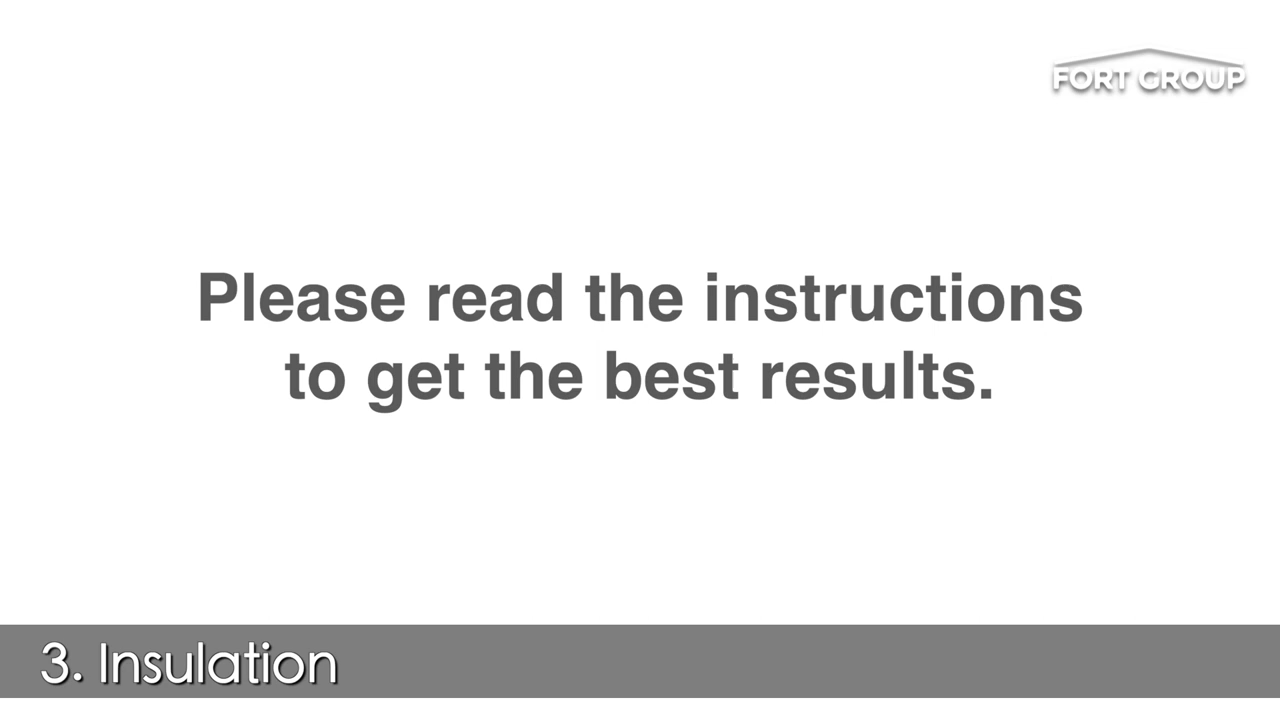 FORT GROUP
Please read the instructions
to get the best results.
3. Insulation